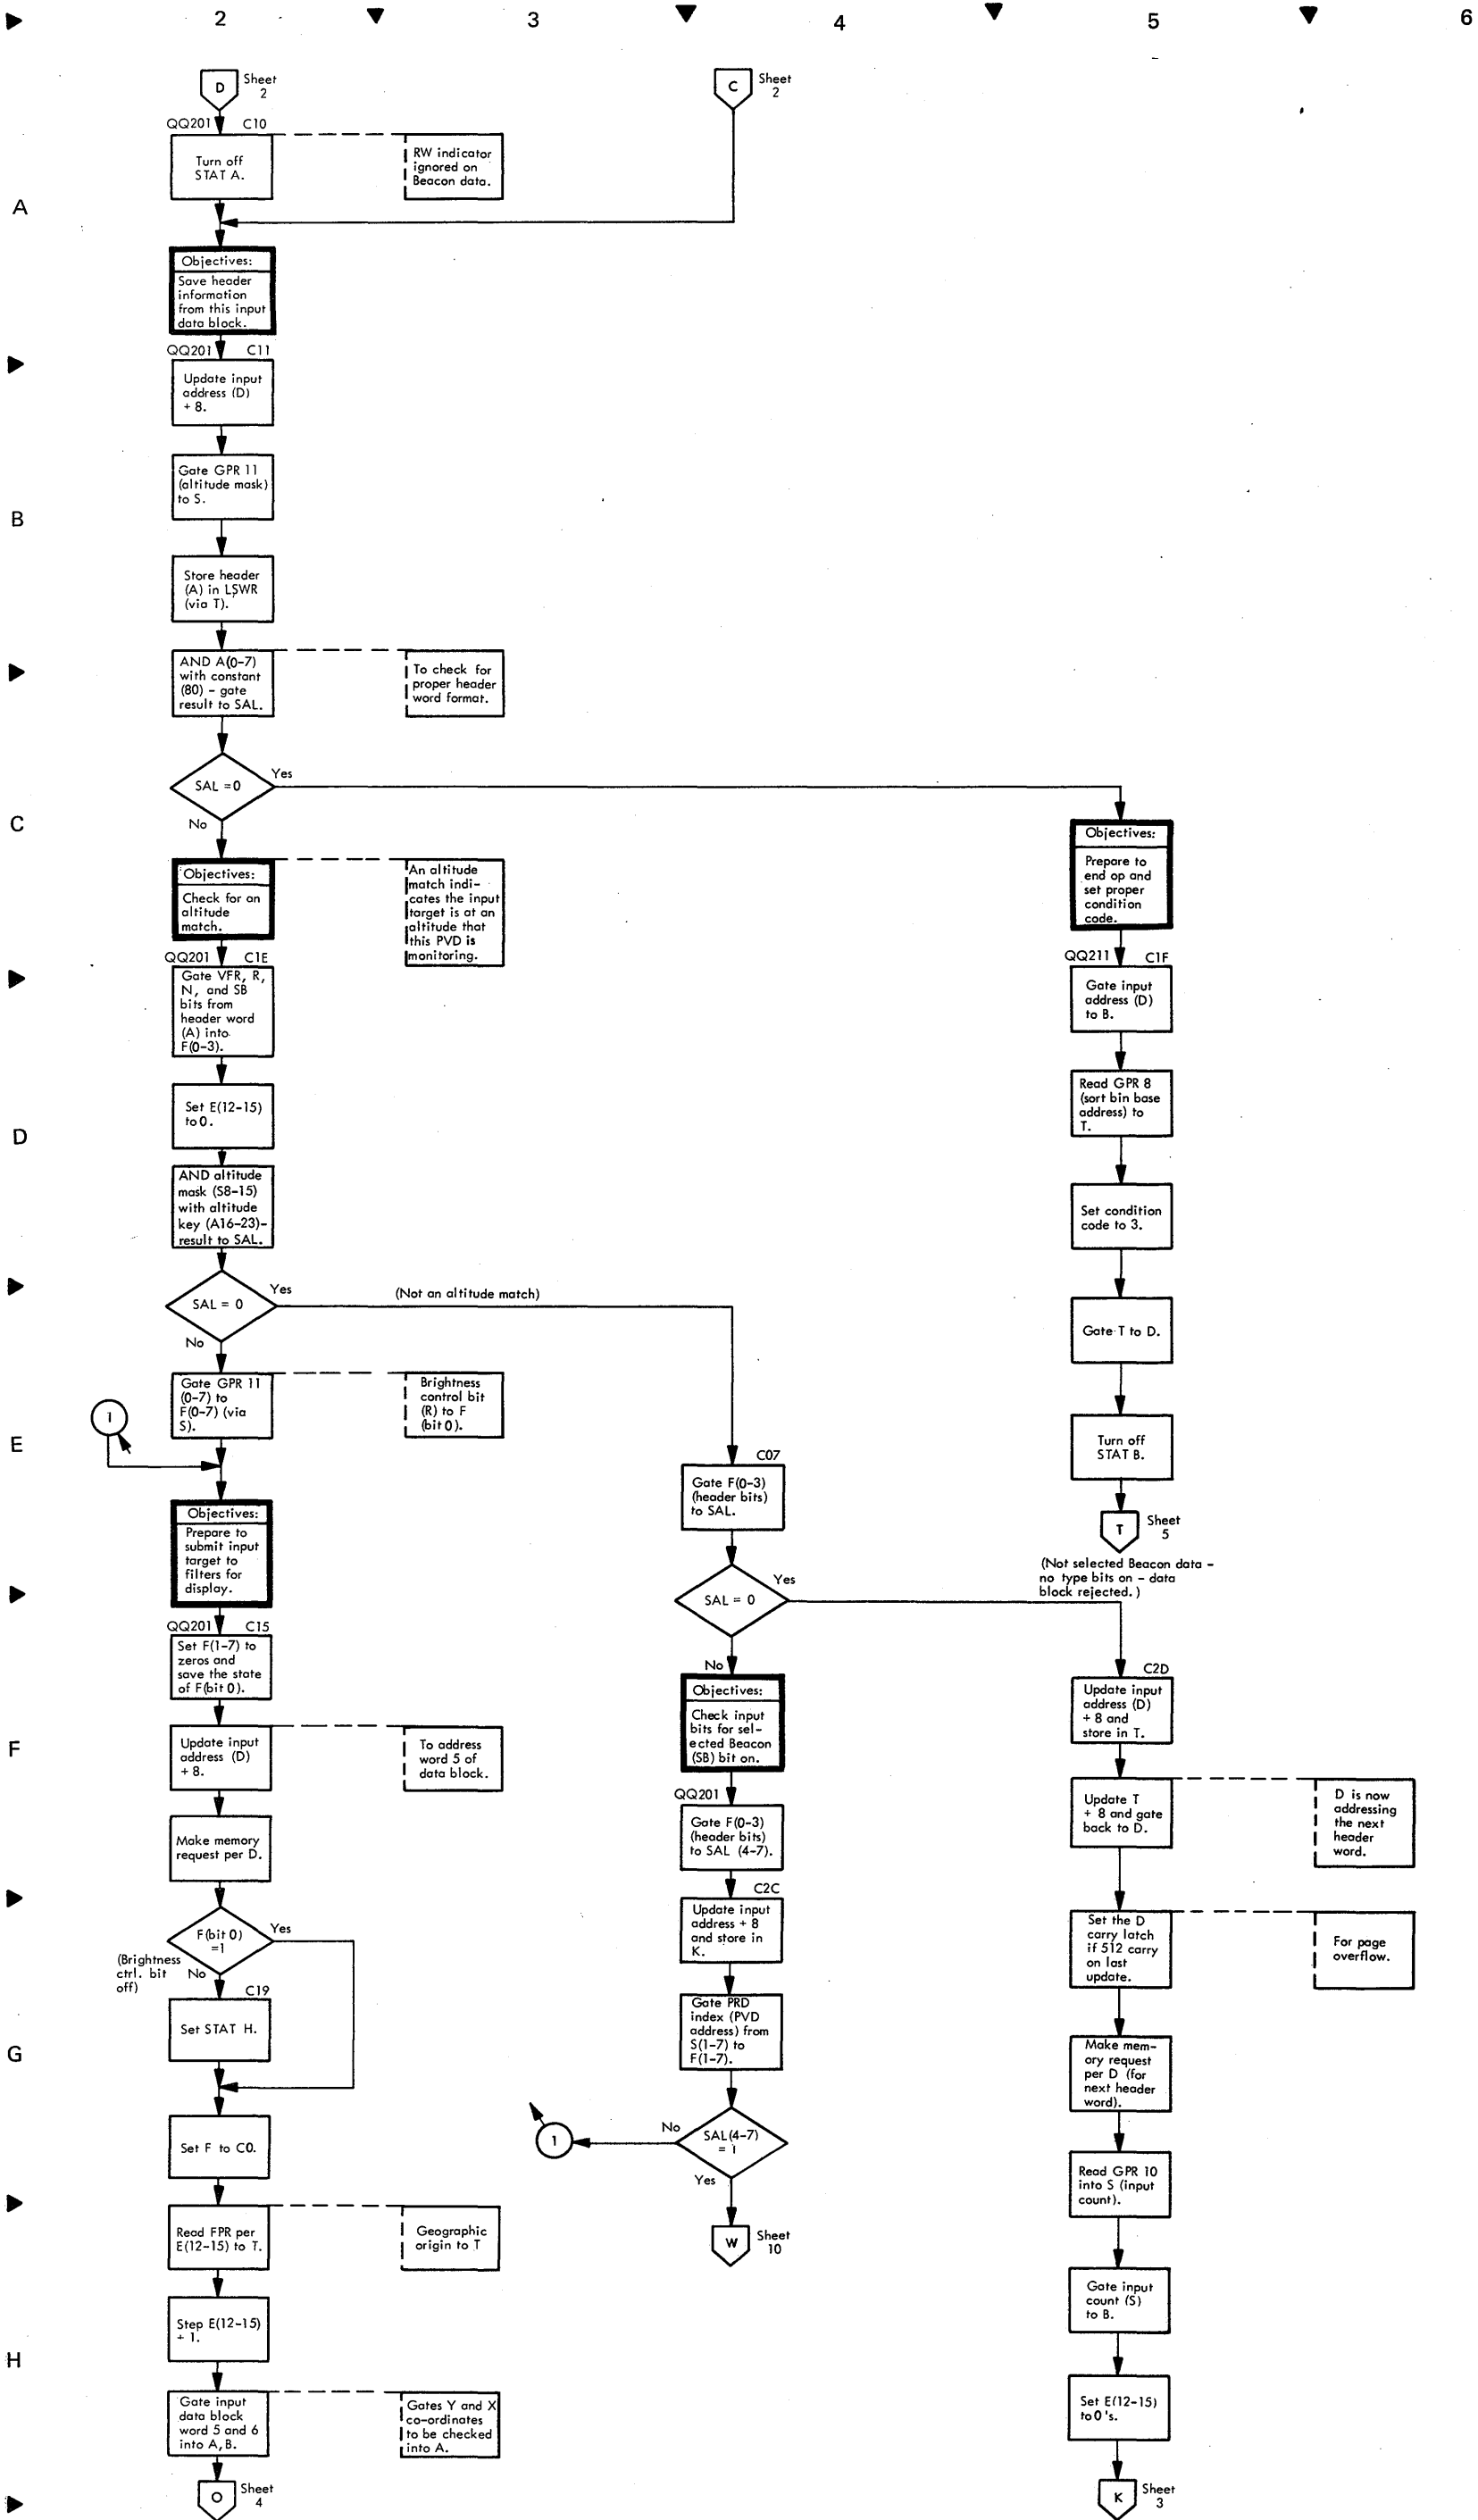 2 3 4 5 6
D Sheet
2
C Sheet
2
QQ201 C10
Turn off
STAT A.
RW indicator
ignored on
Beacon data.
A
Objectives:
Save header
information
from this input
data block.
QQ201 C11
Update input
address (D)
+ 8.
Gate GPR 11
(altitude mask)
to S.
B
Store header
(A) in LSWR
(via T).
AND A(0-7)
with constant
(80) - gate
result to SAL.
To check for
proper header
word format.
SAL =0
Yes
No
C
Objectives:
Check for an
altitude
match.
An altitude
match indi-
cates the input
target is at an
altitude that
this PVD is
monitoring.
Objectives:
Prepare to
end op and
set proper
condition
code.
QQ201 C1E
Gate VFR, R,
N, and SB
bits from
header word
(A) into
F(0-3).
QQ211 C1F
Gate input
address (D)
to B.
Set E(12-15)
to 0.
Read GPR 8
(sort bin base
address) to
T.
D
AND altitude
mask (S8-15)
with altitude
key (A16-23)-
result to SAL.
Set condition
code to 3.
SAL = 0
Yes
(Not an altitude match)
No
Gate T to D.
Gate GPR 11
(0-7) to
F(0-7) (via
S).
Brightness
control bit
(R) to F
(bit 0).
1
E
Turn off
STAT B.
T Sheet
5
C07
Gate F(0-3)
(header bits)
to SAL.
Objectives:
Prepare to
submit input
target to
filters for
display.
SAL = 0
Yes
No
(Not selected Beacon data -
no type bits on - data
block rejected.)
QQ201 C15
Set F(1-7) to
zeros and
save the state
of F(bit 0).
Objectives:
Check input
bits for sel-
ected Beacon
(SB) bit on.
C2D
Update input
address (D)
+ 8 and
store in T.
F
Update input
address (D)
+ 8.
To address
word 5 of
data block.
QQ201
Gate F(0-3)
(header bits)
to SAL (4-7).
Update T
+ 8 and gate
back to D.
D is now
addressing
the next
header
word.
Make memory
request per D.
C2C
Update input
address + 8
and store in
K.
Set the D
carry latch
if 512 carry
on last
update.
For page
overflow.
F(bit 0)
=1
Yes
(Brightness
ctrl. bit
off)
No
C19
Set STAT H.
Gate PRD
index (PVD
address) from
S(1-7) to
F(1-7).
G
Make mem-
ory request
per D (for
next header
word).
Set F to C0.
1
No
SAL(4-7)
= 1
Yes
Read GPR 10
into S (input
count).
Read FPR per
E(12-15) to T.
Geographic
origin to T
W Sheet
10
Step E(12-15)
+ 1.
Gate input
count (S)
to B.
H
Gate input
data block
word 5 and 6
into A, B.
Gates Y and X
co-ordinates
to be checked
into A.
Set E(12-15)
to 0's.
O Sheet
4
K Sheet
3